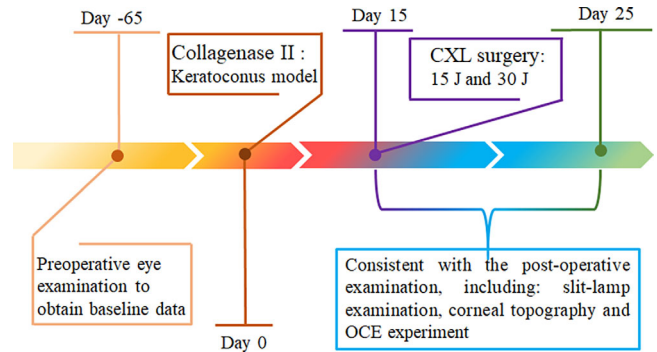 Day -65
Day 15
Day 25
Collagenase II :
Keratoconus model
CXL surgery:
15 J and 30 J
Preoperative eye
examination to
obtain baseline data
Consistent with the post-operative
examination, including: slit-lamp
examination, corneal topography and
OCE experiment
Day 0